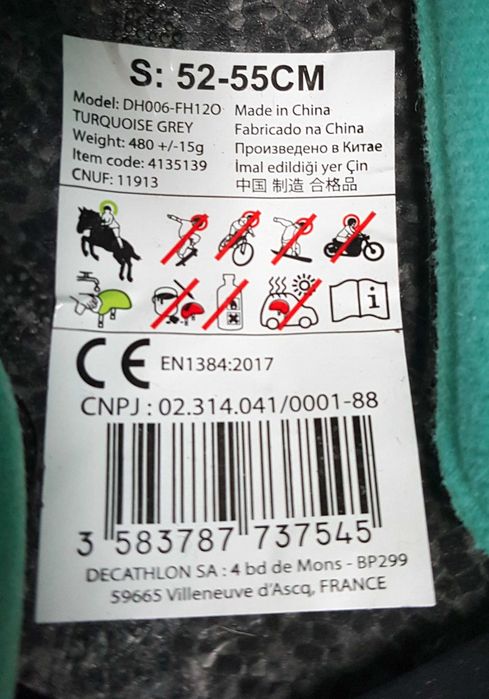 S: 52-55CM
Model: DH006-FH12O
TURQUOISE GREY
Weight: 480 +/-15g
Item code: 4135139
CNUF: 11913
Made in China
Fabricado na China
Произведено в Китае
İmal edildiği yer Çin
中国 制造 合格品
i
CE EN1384:2017
CNPJ : 02.314.041/0001-88
3 583787 737545
DECATHLON SA : 4 bd de Mons - BP299
59665 Villeneuve d'Ascq, FRANCE